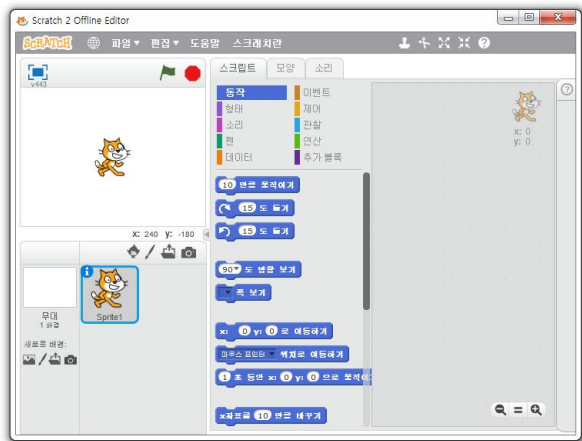 Scratch 2 Offline Editor
SCRATCH 파일 편집 도움말 스크래치란
v443
스크립트 모양 소리
동작 이벤트
형태 제어
소리 관찰
펜 연산
데이터 추가 블록
x: 0
y: 0
10 만큼 움직이기
15 도 돌기
15 도 돌기
90 도 방향 보기
쪽 보기
x: 0 y: 0 로 이동하기
마우스 포인터 위치로 이동하기
1 초 동안 x: 0 y: 0 으로 움직이
x좌표를 10 만큼 바꾸기
X: 240 y: -180
무대
1 배경
새로운 배경:
Sprite1